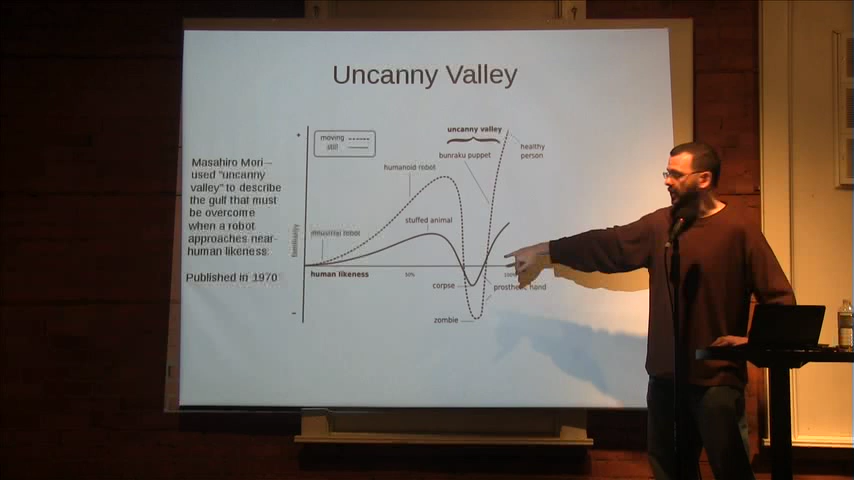 Uncanny Valley
Masahiro Mori –
used "uncanny
valley" to describe
the gulf that must
be overcome
when a robot
approaches near-
human likeness.
Published in 1970
+
moving
still
uncanny valley
healthy
person
bunraku puppet
humanoid robot
stuffed animal
industrial robot
familiarity
human likeness
50%
100%
corpse
prosthetic hand
zombie
–